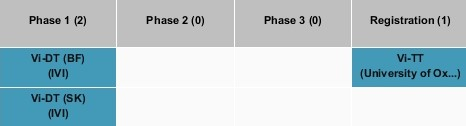 Phase 1 (2) Phase 2 (0) Phase 3 (0) Registration (1)
Vi-DT (BF) Vi-TT
(IVI) (University of Ox...)
Vi-DT (SK)
(IVI)